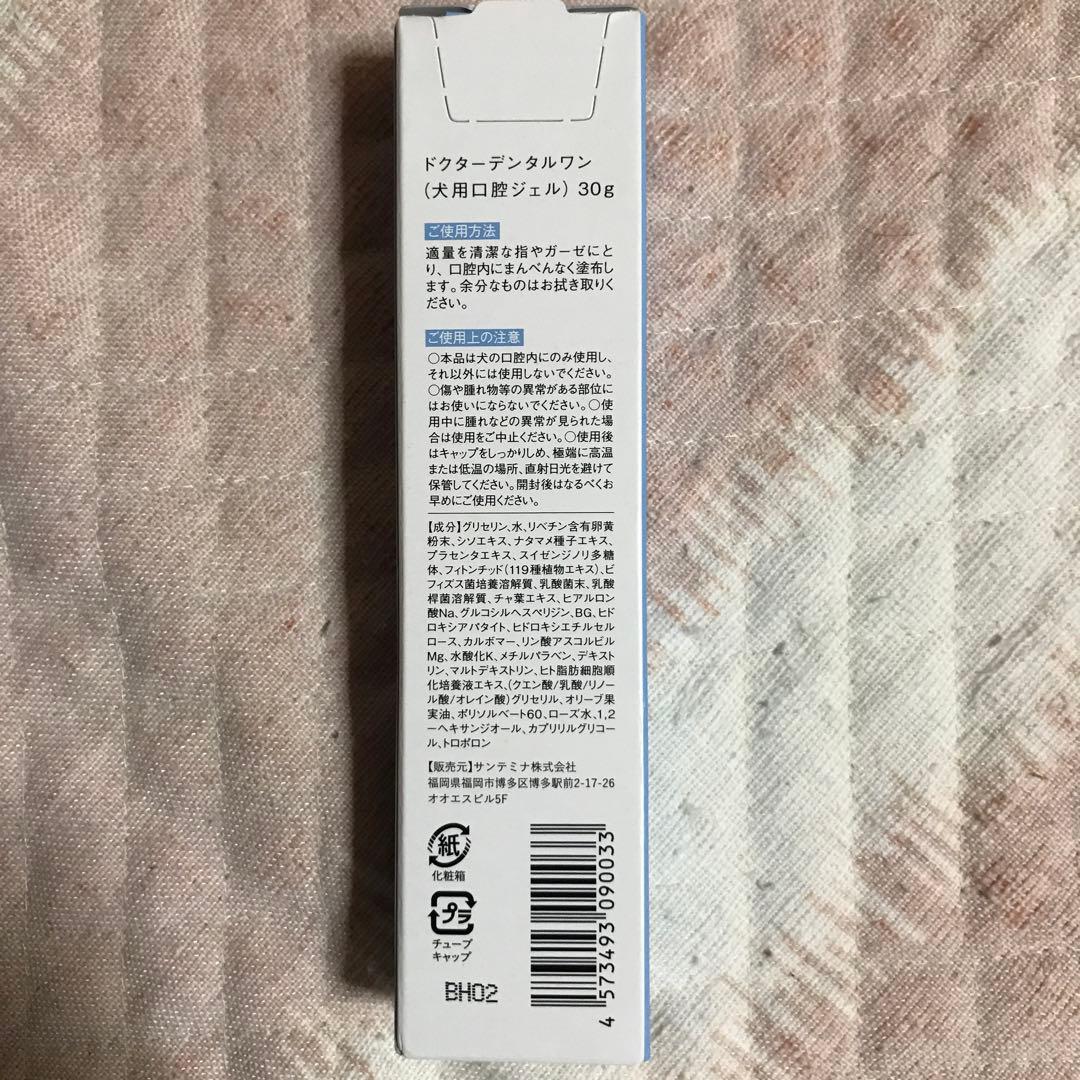 ドクターデンタルワン
(犬用口腔ジェル) 30g
ご使用方法
適量を清潔な指やガーゼにと
り、口腔内にまんべんなく塗布し
ます。余分なものはお拭き取りく
ださい。
ご使用上の注意
○本品は犬の口腔内にのみ使用し、
それ以外には使用しないでください。
○傷や腫れ物等の異常がある部位に
はお使いにならないでください。○使
用中に腫れなどの異常が見られた場
合は使用をご中止ください。○使用後
はキャップをしっかりしめ、極端に高温
または低温の場所、直射日光を避けて
保管してください。開封後はなるべくお
早めにご使用ください。
【成分】グリセリン、水、リベチン含有卵黄
粉末、シソエキス、ナタマメ種子エキス、
プラセンタエキス、スイゼンジノリ多糖
体、フィトンチッド(119種植物エキス)、ビ
フィズス菌培養溶解質、乳酸菌末、乳酸
桿菌溶解質、チャ葉エキス、ヒアルロン
酸Na、グルコシルヘスペリジン、BG、ヒド
ロキシアパタイト、ヒドロキシエチルセル
ロース、カルボマー、リン酸アスコルビル
Mg、水酸化K、メチルパラベン、デキスト
リン、マルトデキストリン、ヒト脂肪細胞順
化培養液エキス、(クエン酸/乳酸/リノー
ル酸/オレイン酸)グリセリル、オリーブ果
実油、ポリソルベート60、ローズ水、1,2
ーヘキサンジオール、カプリリルグリコー
ル、トロポロン
【販売元】サンテミナ株式会社
福岡県福岡市博多区博多駅前2-17-26
オオエスビル5F
紙
化粧箱
プラ
チューブ
キャップ
BH02
4 573493 090033